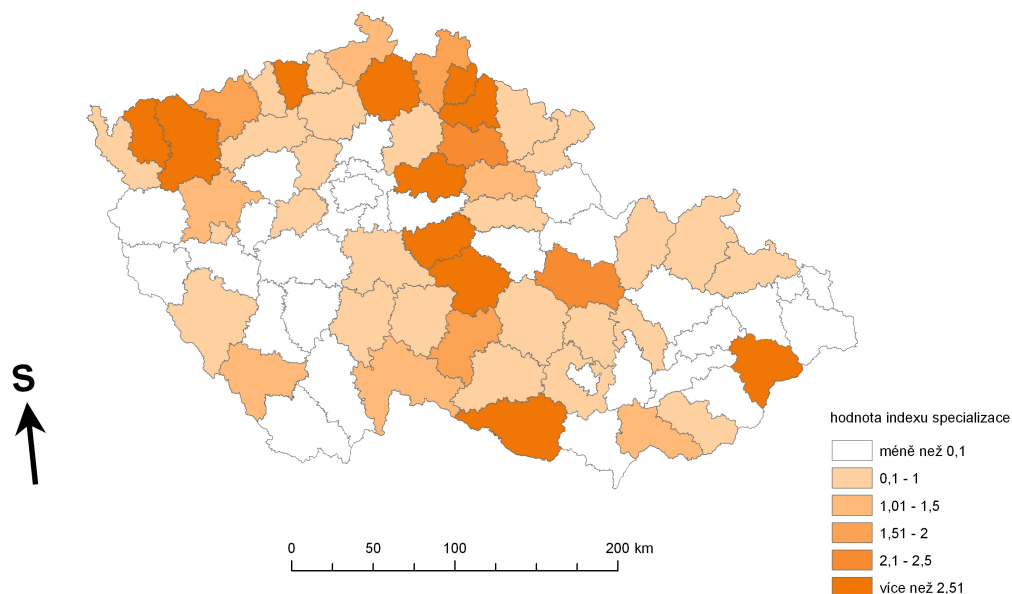 S
hodnota indexu specializace
méně než 0,1
0,1 - 1
1,01 - 1,5
1,51 - 2
2,1 - 2,5
více než 2,51
0 50 100 200 km